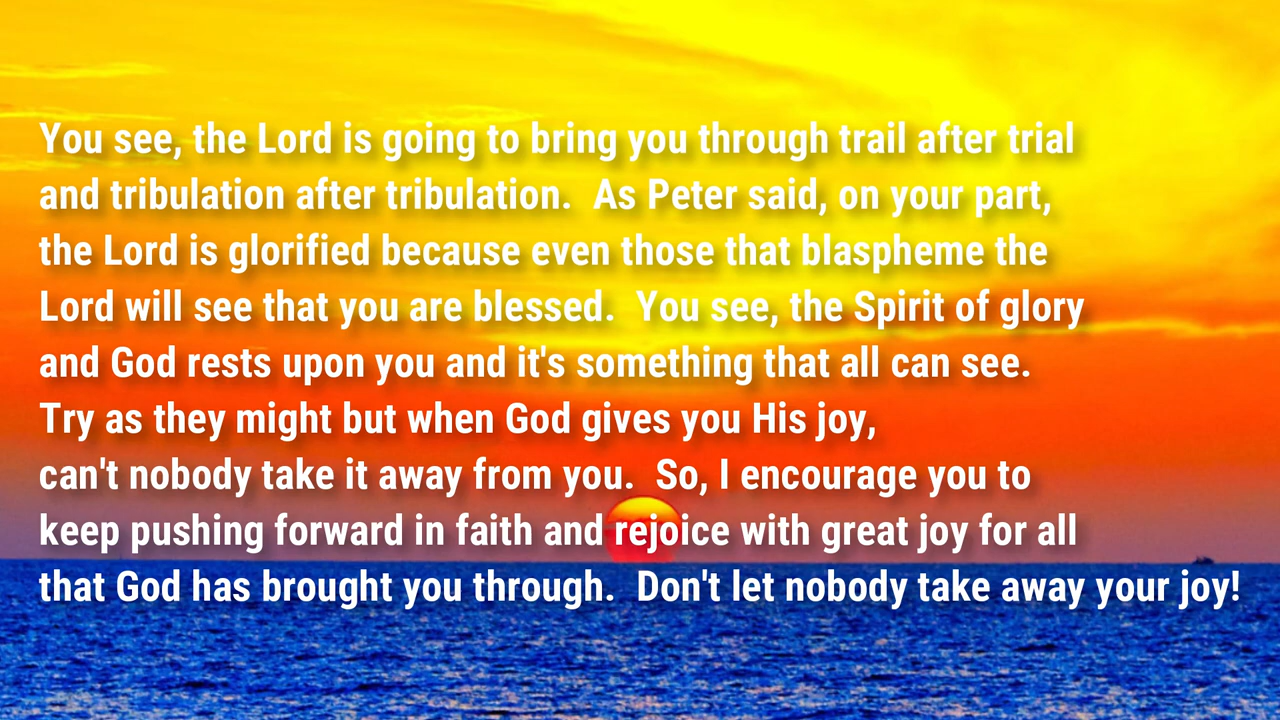 You see, the Lord is going to bring you through trail after trial
and tribulation after tribulation.  As Peter said, on your part,
the Lord is glorified because even those that blaspheme the
Lord will see that you are blessed.  You see, the Spirit of glory
and God rests upon you and it's something that all can see.
Try as they might but when God gives you His joy,
can't nobody take it away from you.  So, I encourage you to
keep pushing forward in faith and rejoice with great joy for all
that God has brought you through.  Don't let nobody take away your joy!